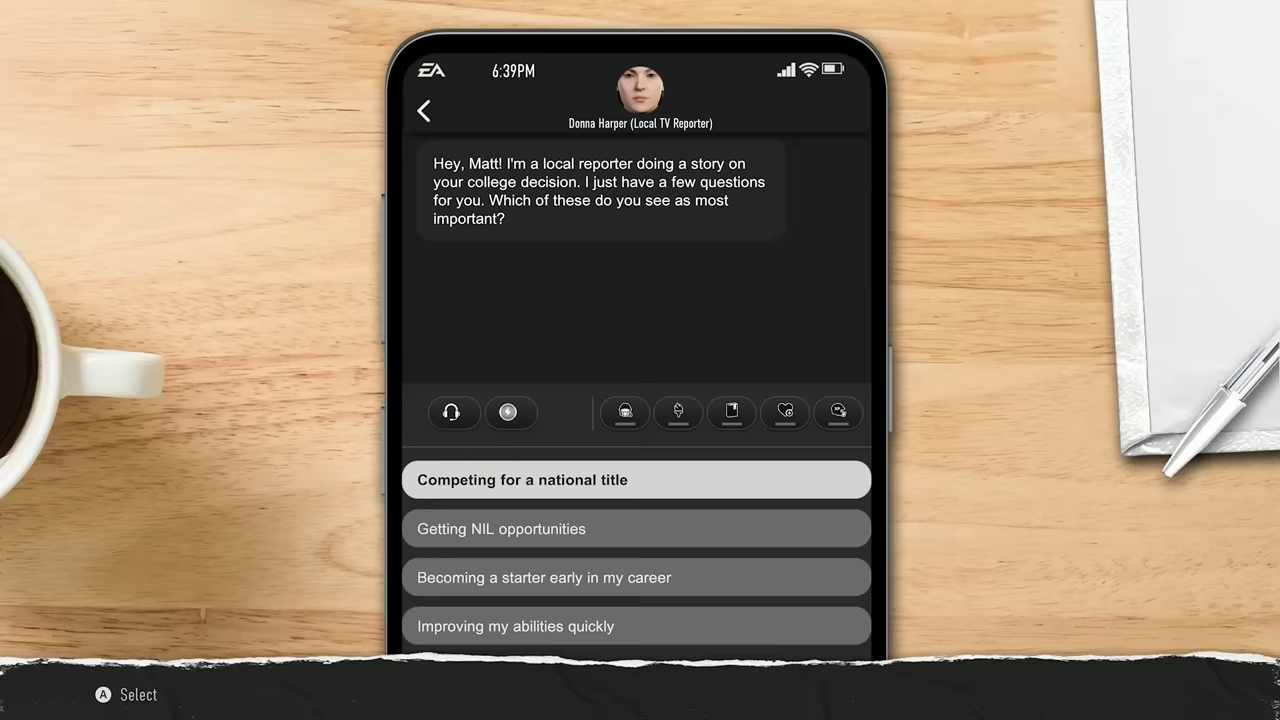 EA
6:39PM
Donna Harper (Local TV Reporter)
Hey, Matt! I'm a local reporter doing a story on
your college decision. I just have a few questions
for you. Which of these do you see as most
important?
Competing for a national title
Getting NIL opportunities
Becoming a starter early in my career
Improving my abilities quickly
A Select